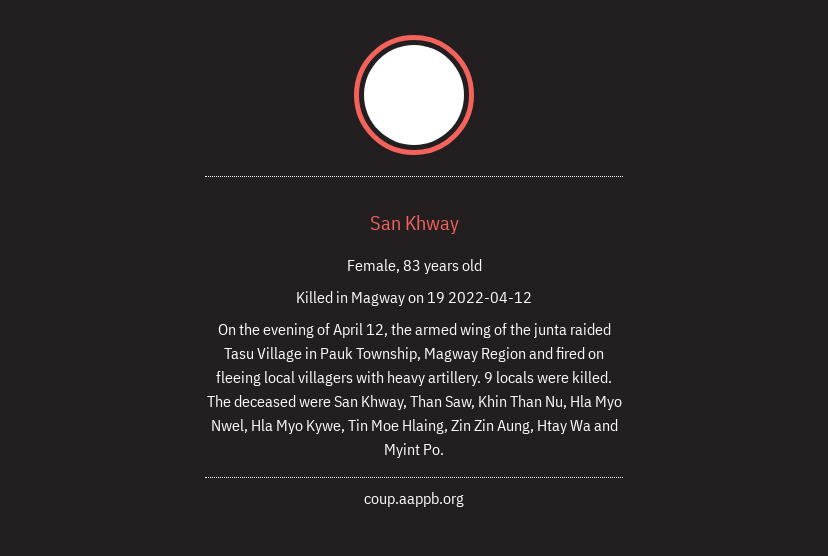 San Khway
Female, 83 years old
Killed in Magway on 19 2022-04-12
On the evening of April 12, the armed wing of the junta raided
Tasu Village in Pauk Township, Magway Region and fired on
fleeing local villagers with heavy artillery. 9 locals were killed.
The deceased were San Khway, Than Saw, Khin Than Nu, Hla Myo
Nwel, Hla Myo Kywe, Tin Moe Hlaing, Zin Zin Aung, Htay Wa and
Myint Po.
coup.aappb.org